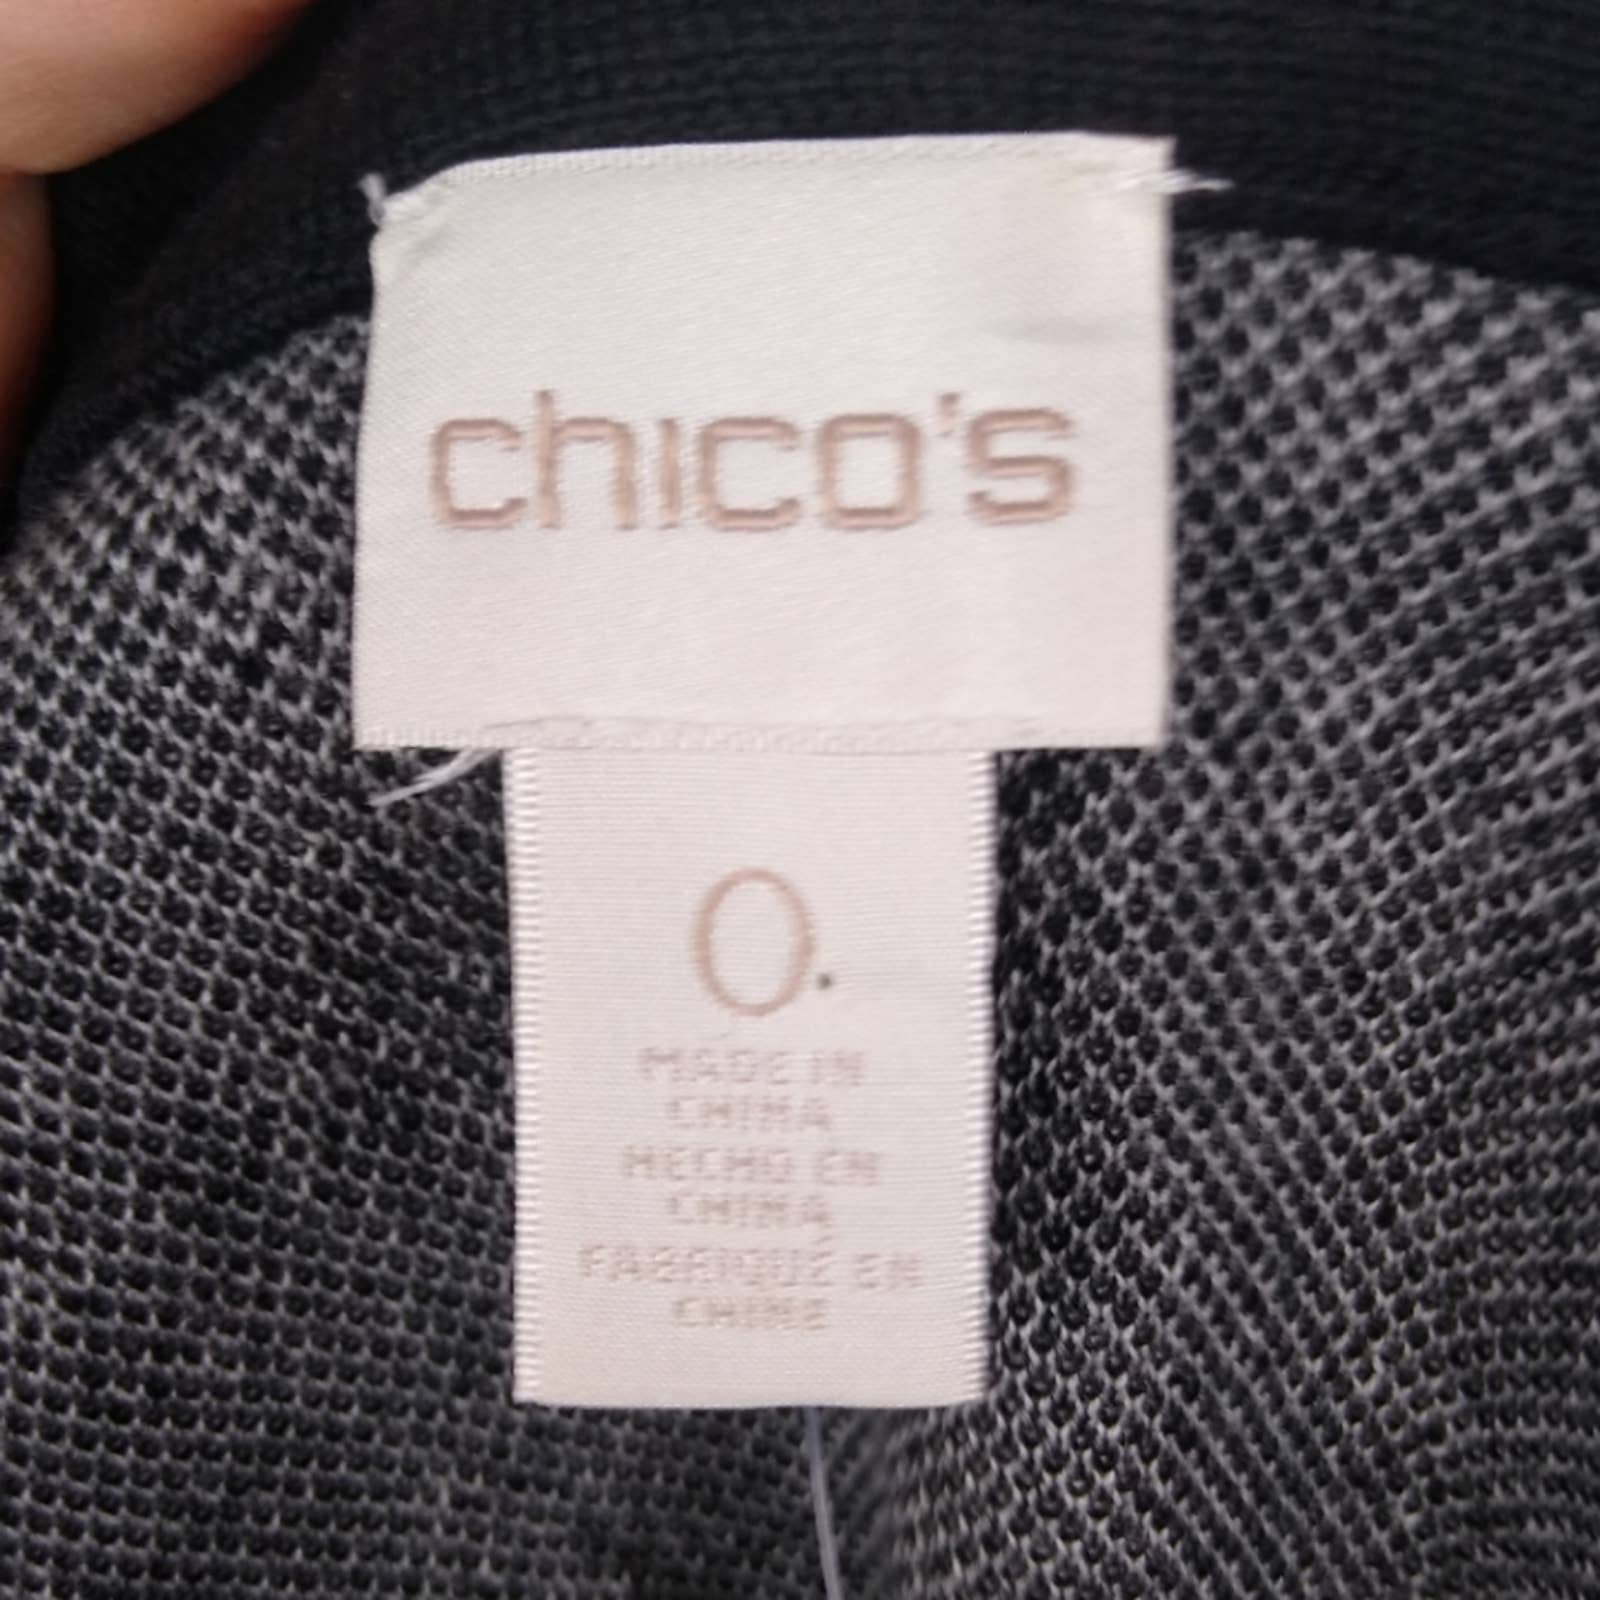 chico's
0
MADE IN
CHINA
HECHO EN
CHINA
FABRIQUÉ EN
CHINE